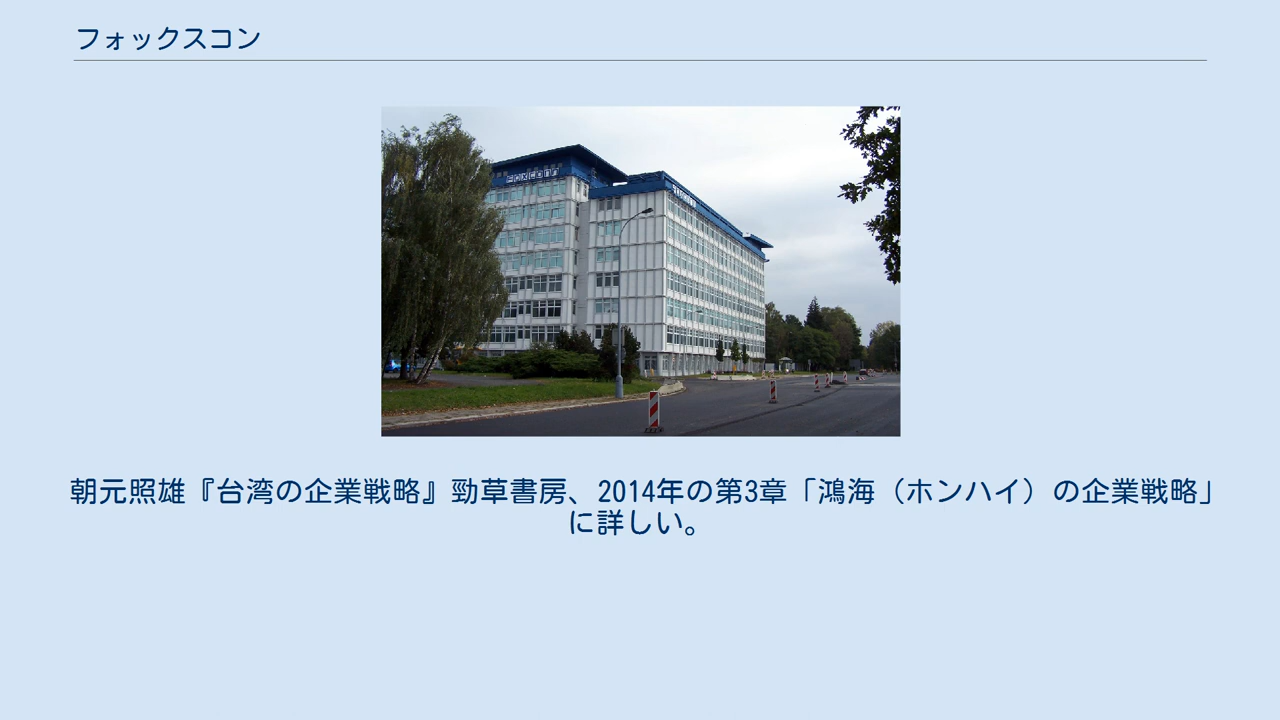 フォックスコン
FOXCONN
朝元照雄『台湾の企業戦略』勁草書房、2014年の第3章「鴻海（ホンハイ）の企業戦略」
に詳しい。